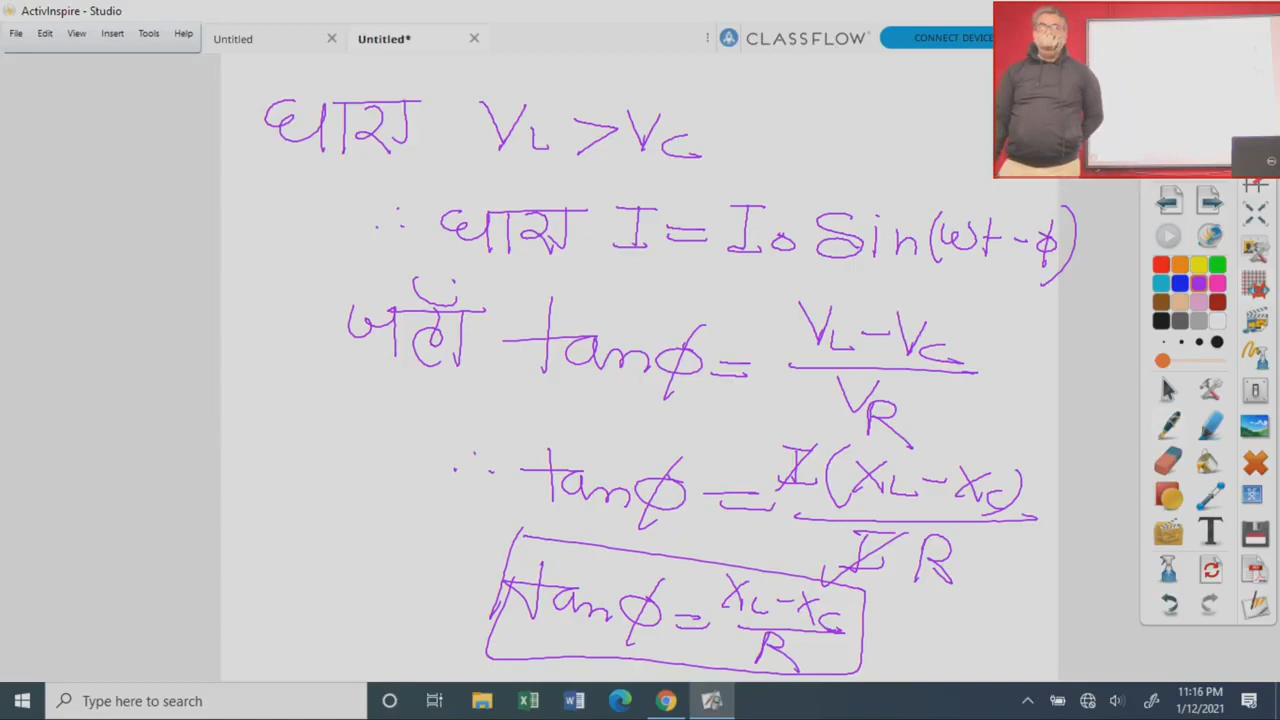 ActivInspire - Studio
File Edit View Insert Tools Help
Untitled Untitled* CLASSFLOW CONNECT DEVICE
धारा VL > VC
∴ धारा I = I0 Sin(ωt - φ)
जहाँ tanφ = (VL - VC) / VR
∴ tanφ = I(XL - XC) / I R
tanφ = (XL - XC) / R
Type here to search
11:16 PM
1/12/2021